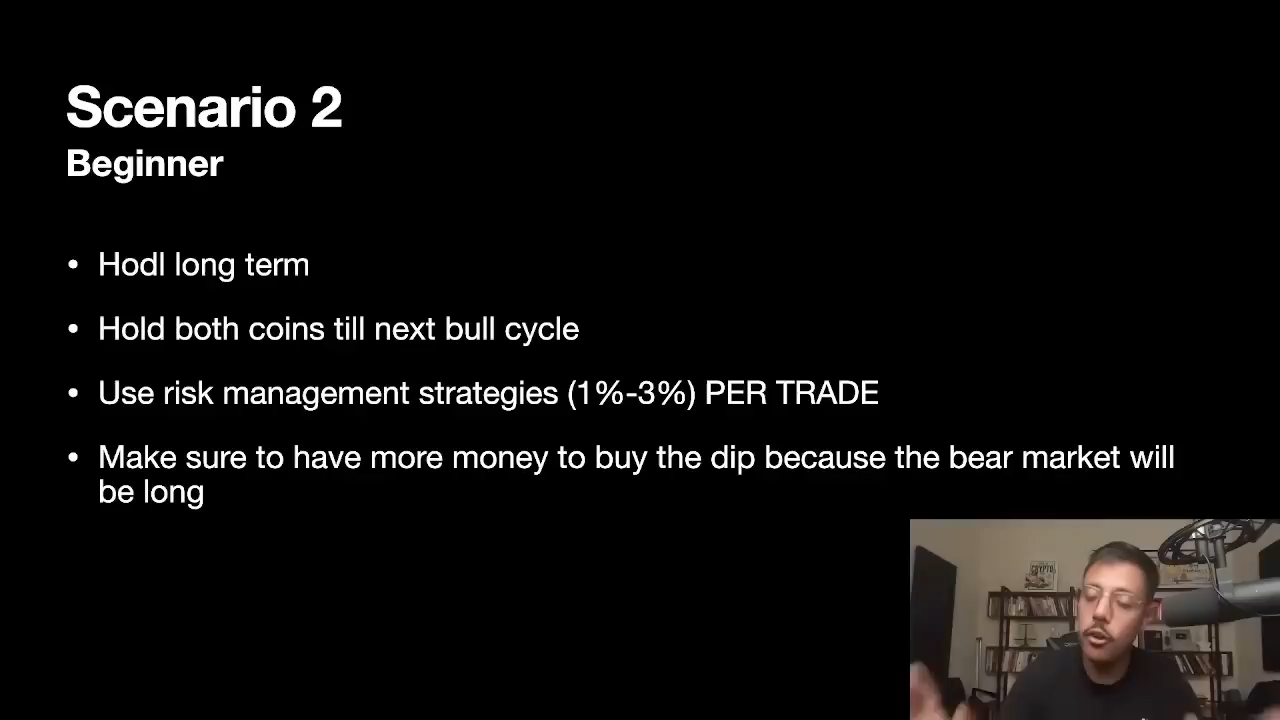 Scenario 2
Beginner
• Hodl long term
• Hold both coins till next bull cycle
• Use risk management strategies (1%-3%) PER TRADE
• Make sure to have more money to buy the dip because the bear market will
be long
CRYPTO